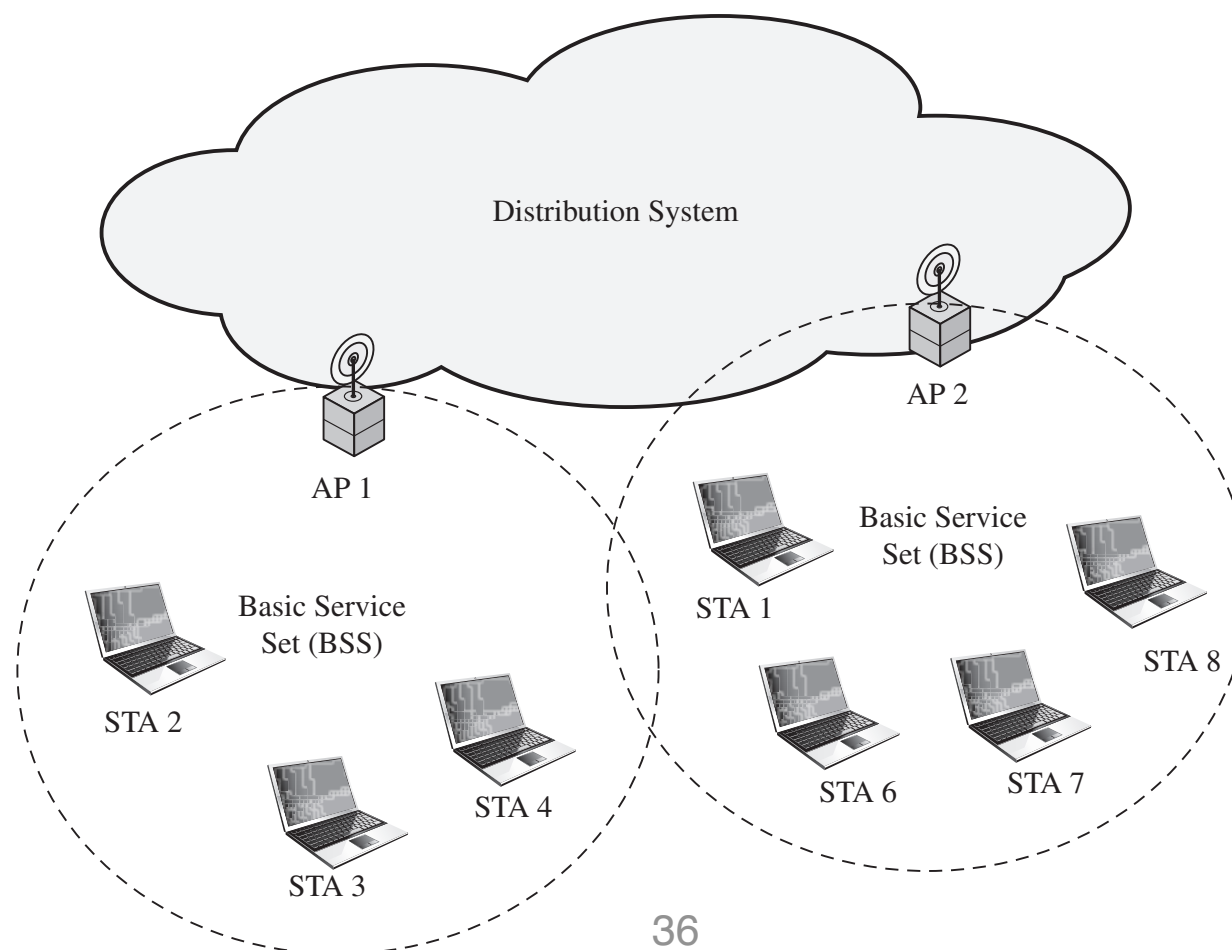 Distribution System
AP 2
AP 1
Basic Service
Set (BSS)
STA 1
STA 8
STA 6
STA 7
Basic Service
Set (BSS)
STA 2
STA 4
STA 3
36